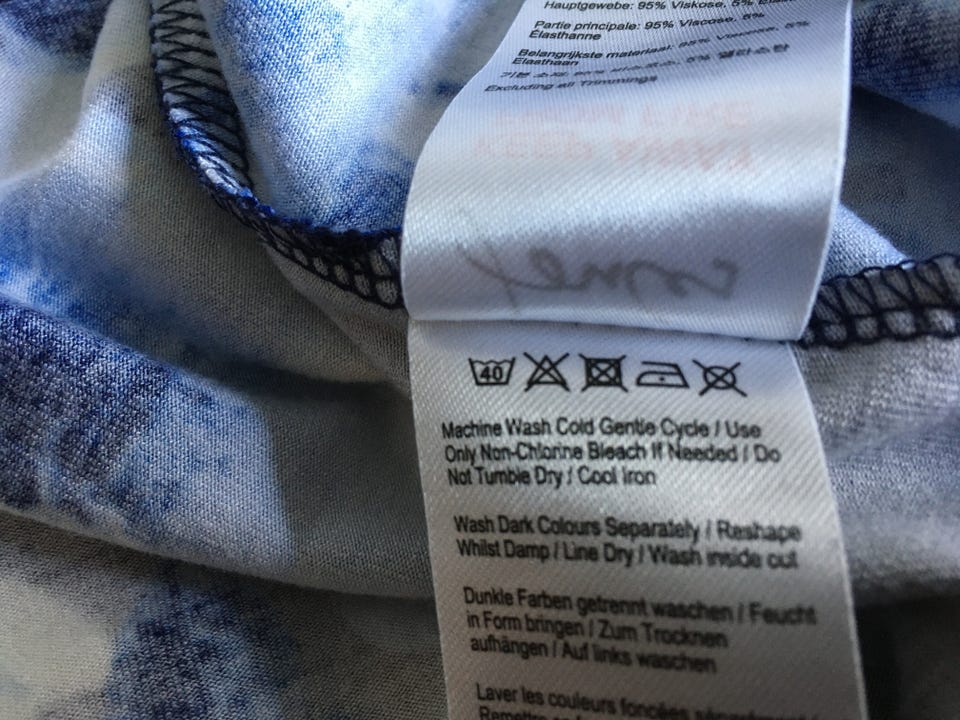 Hauptgewebe: 95% Viskose, 5%
Partie principale: 95% Viscose, 5%
Élasthanne
Belangrijkste materiaal: 95% Viscose, 5%
Elasthaan
Excluding all Trimmings
40
Machine Wash Cold Gentle Cycle / Use
Only Non-Chlorine Bleach If Needed / Do
Not Tumble Dry / Cool Iron
Wash Dark Colours Separately / Reshape
Whilst Damp / Line Dry / Wash inside out
Dunkle Farben getrennt waschen / Feucht
in Form bringen / Zum Trocknen
aufhängen / Auf links waschen
Laver les couleurs foncées